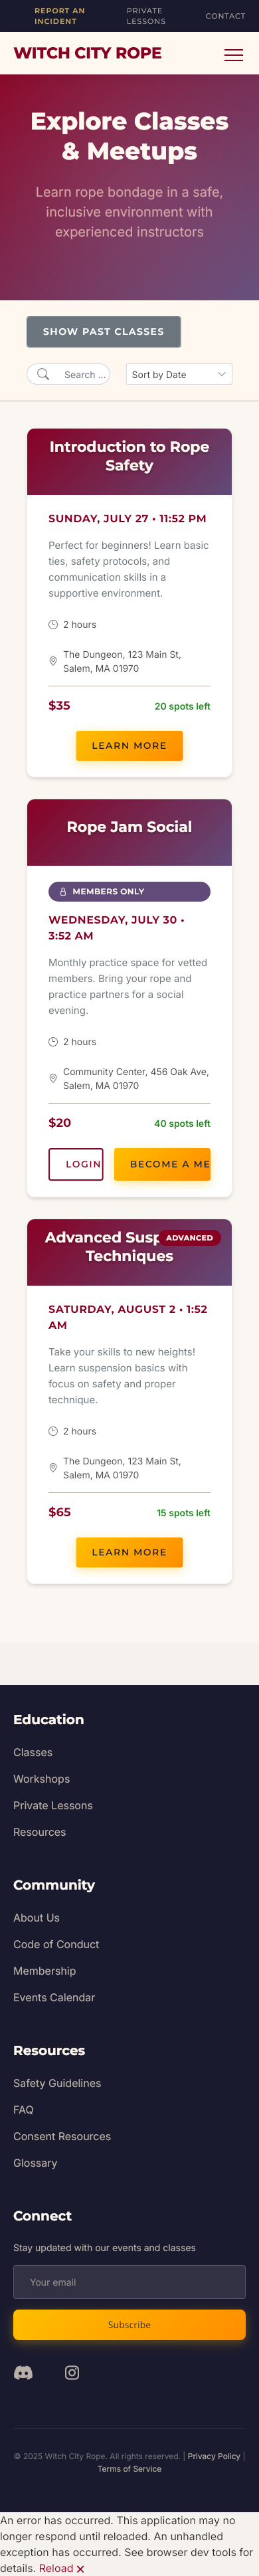 REPORT AN
INCIDENT
PRIVATE
LESSONS
CONTACT
WITCH CITY ROPE
Explore Classes
& Meetups
Learn rope bondage in a safe,
inclusive environment with
experienced instructors
SHOW PAST CLASSES
Search ...
Sort by Date
Introduction to Rope
Safety
SUNDAY, JULY 27 • 11:52 PM
Perfect for beginners! Learn basic
ties, safety protocols, and
communication skills in a
supportive environment.
2 hours
The Dungeon, 123 Main St,
Salem, MA 01970
$35
20 spots left
LEARN MORE
Rope Jam Social
MEMBERS ONLY
WEDNESDAY, JULY 30 •
3:52 AM
Monthly practice space for vetted
members. Bring your rope and
practice partners for a social
evening.
2 hours
Community Center, 456 Oak Ave,
Salem, MA 01970
$20
40 spots left
LOGIN
BECOME A ME
Advanced Susp
ADVANCED
Techniques
SATURDAY, AUGUST 2 • 1:52
AM
Take your skills to new heights!
Learn suspension basics with
focus on safety and proper
technique.
2 hours
The Dungeon, 123 Main St,
Salem, MA 01970
$65
15 spots left
LEARN MORE
Education
Classes
Workshops
Private Lessons
Resources
Community
About Us
Code of Conduct
Membership
Events Calendar
Resources
Safety Guidelines
FAQ
Consent Resources
Glossary
Connect
Stay updated with our events and classes
Your email
Subscribe
© 2025 Witch City Rope. All rights reserved. | Privacy Policy |
Terms of Service
An error has occurred. This application may no
longer respond until reloaded. An unhandled
exception has occurred. See browser dev tools for
details. Reload ×